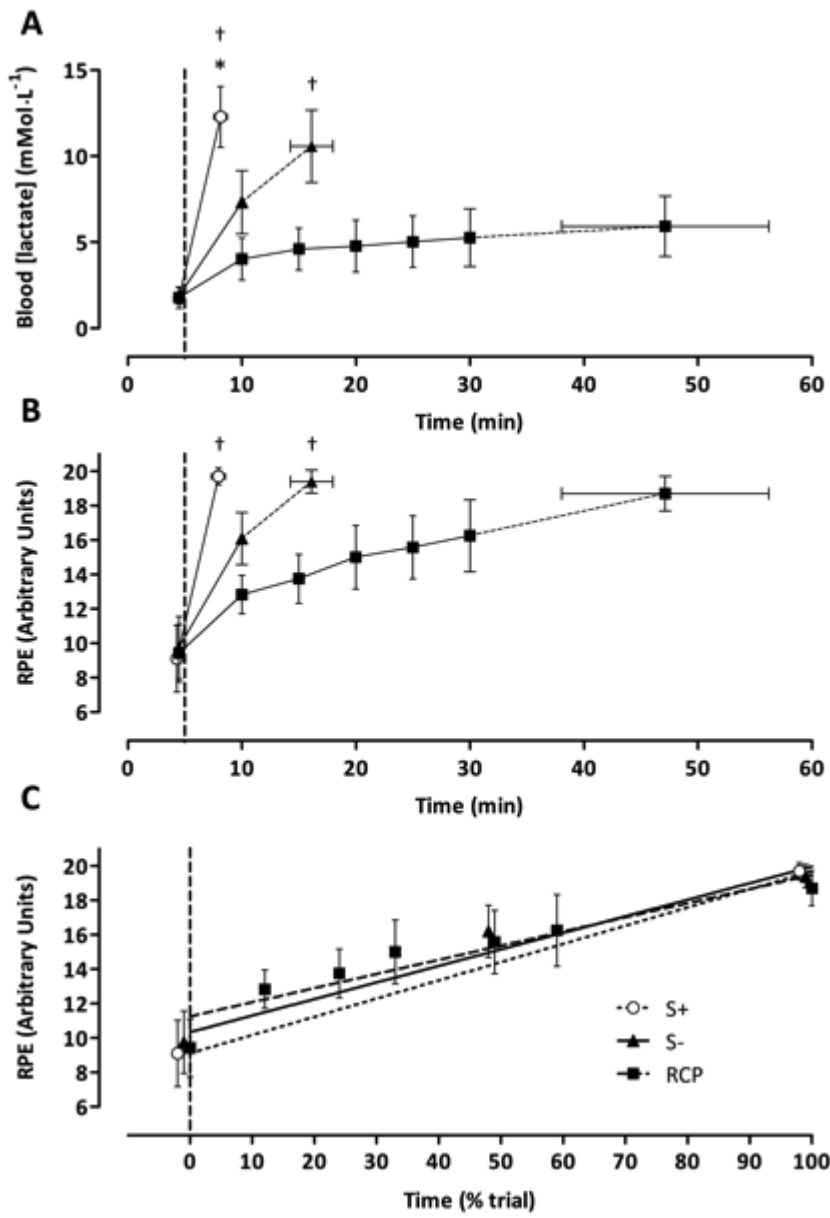 A
†
*
†
15
10
5
0
Blood [lactate] (mMol·L⁻¹)
0 10 20 30 40 50 60
Time (min)
B
† †
20
18
16
14
12
10
8
6
RPE (Arbitrary Units)
0 10 20 30 40 50 60
Time (min)
C
20
18
16
14
12
10
8
6
RPE (Arbitrary Units)
S+
S-
RCP
0 10 20 30 40 50 60 70 80 90 100
Time (% trial)